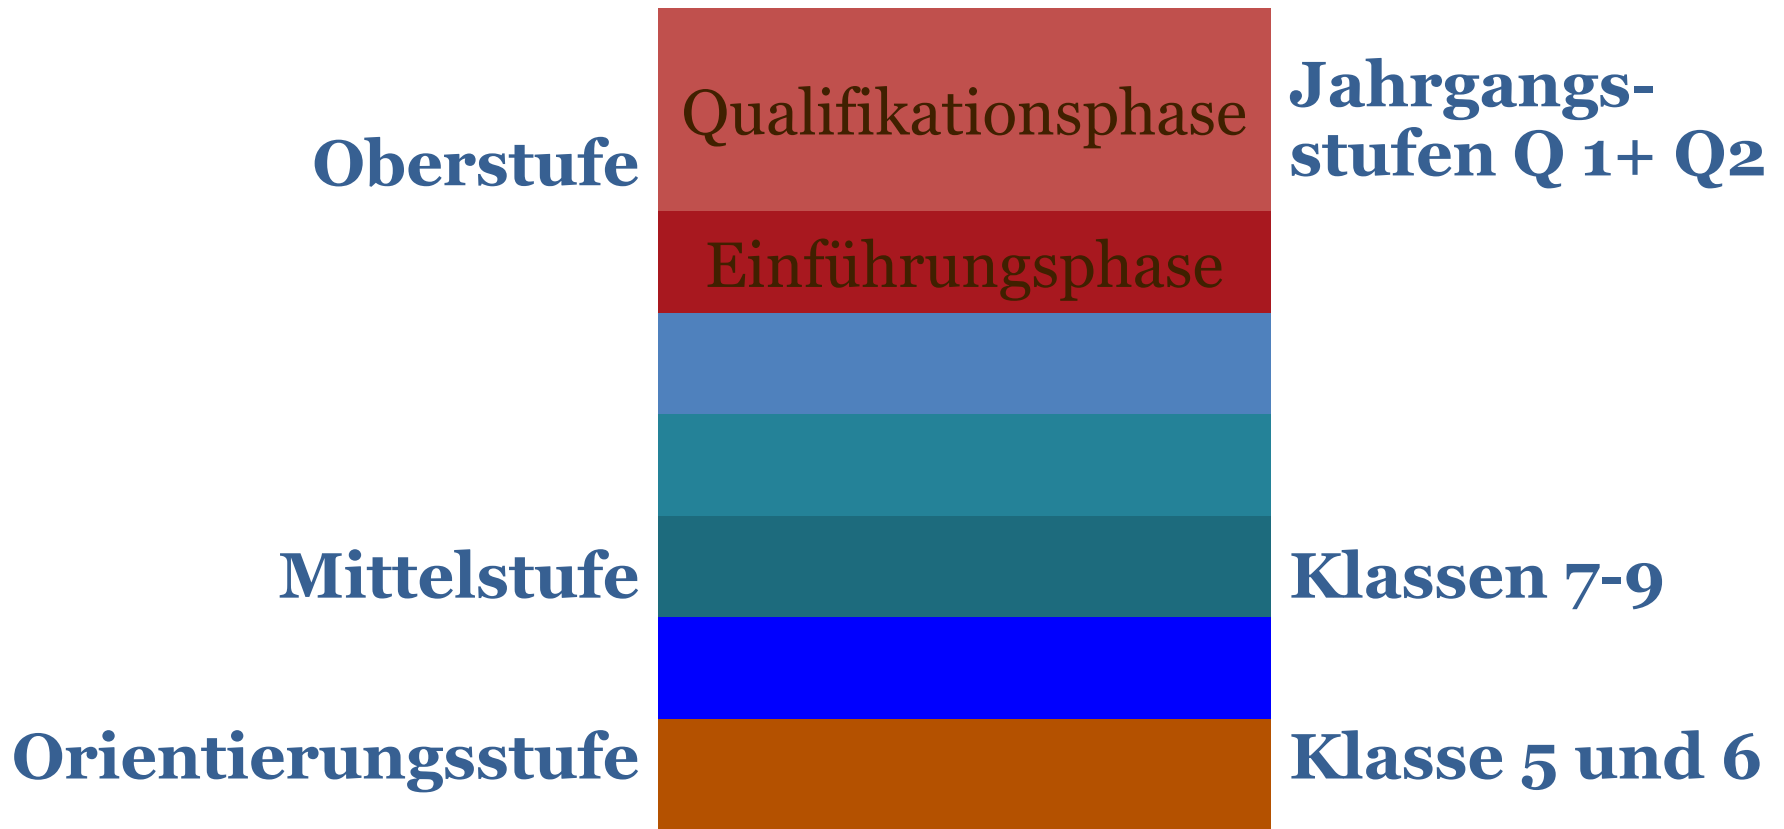 Oberstufe
Qualifikationsphase
Jahrgangs-
stufen Q 1+ Q2
Einführungsphase
Mittelstufe
Klassen 7-9
Orientierungsstufe
Klasse 5 und 6